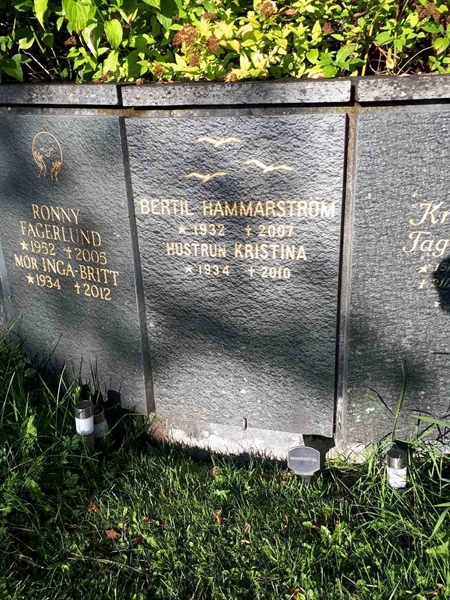 RONNY
FAGERLUND
★1952 ✝2005
MOR INGA-BRITT
★1934 ✝2012
BERTIL HAMMARSTRÖM
★1932 ✝2007
HUSTRUN KRISTINA
★1934 ✝2010